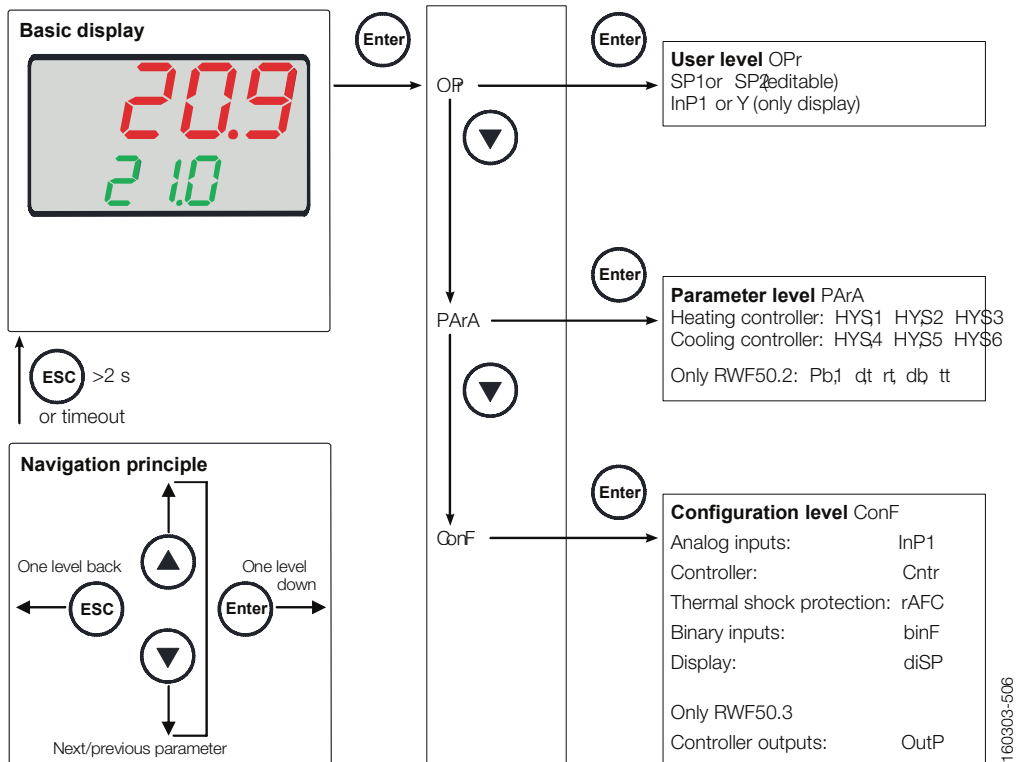 Basic display
20.9
21.0
Enter
ESC >2 s
or timeout
Navigation principle
One level back
ESC
Enter
One level
down
Next/previous parameter
OPr
PArA
ConF
Enter
User level OPr
SP1or SP2(editable)
InP1 or Y (only display)
Enter
Parameter level PArA
Heating controller: HYS1, HYS2 HYS3
Cooling controller: HYS4, HYS5 HYS6
Only RWF50.2: Pb1, dt, rt, db, tt
Enter
Configuration level ConF
Analog inputs: InP1
Controller: Cntr
Thermal shock protection: rAFC
Binary inputs: binF
Display: diSP
Only RWF50.3
Controller outputs: OutP
160303-506